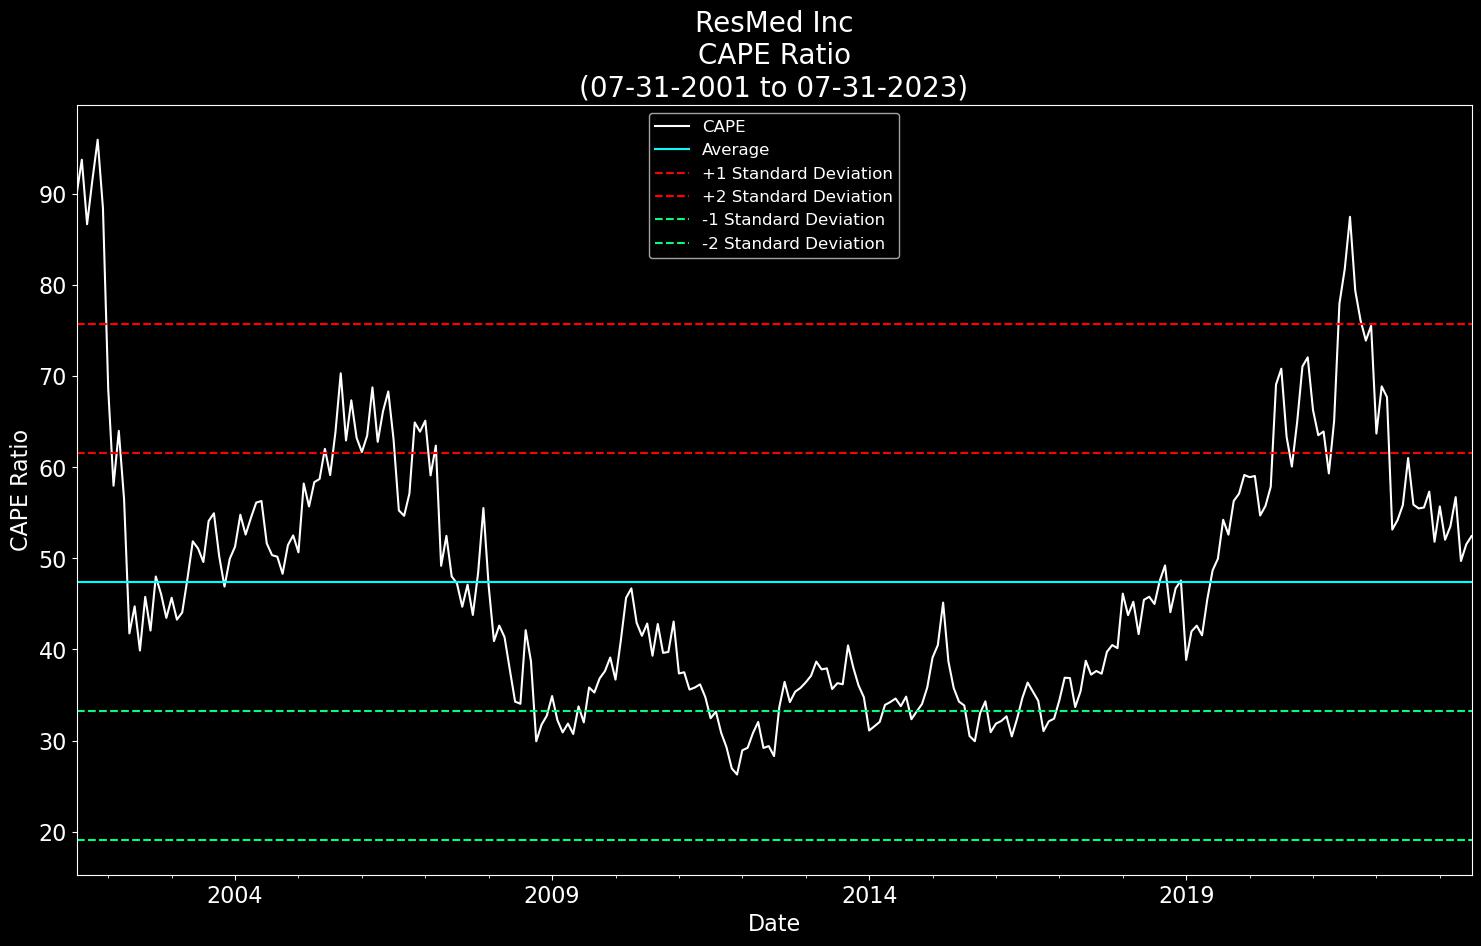 ResMed Inc
CAPE Ratio
(07-31-2001 to 07-31-2023)
CAPE
Average
+1 Standard Deviation
+2 Standard Deviation
-1 Standard Deviation
-2 Standard Deviation
CAPE Ratio
90
80
70
60
50
40
30
20
2004 2009 2014 2019
Date